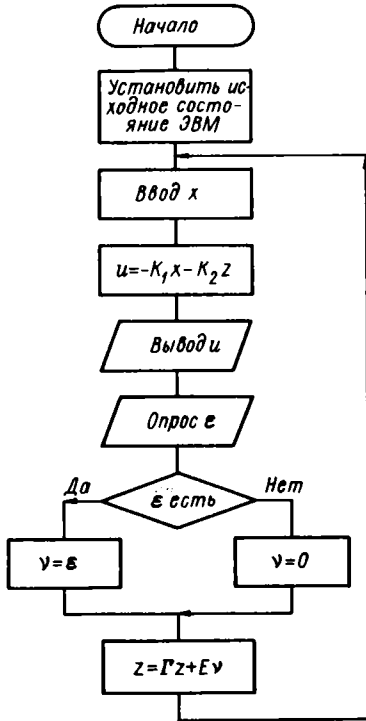 Начало
Установить ис-
ходное состо-
яние ЭВМ
Ввод x
u=-K₁x-K₂z
Вывод u
Опрос ε
Да
ε есть
Нет
ν=ε
ν=0
z=Γz+Eν